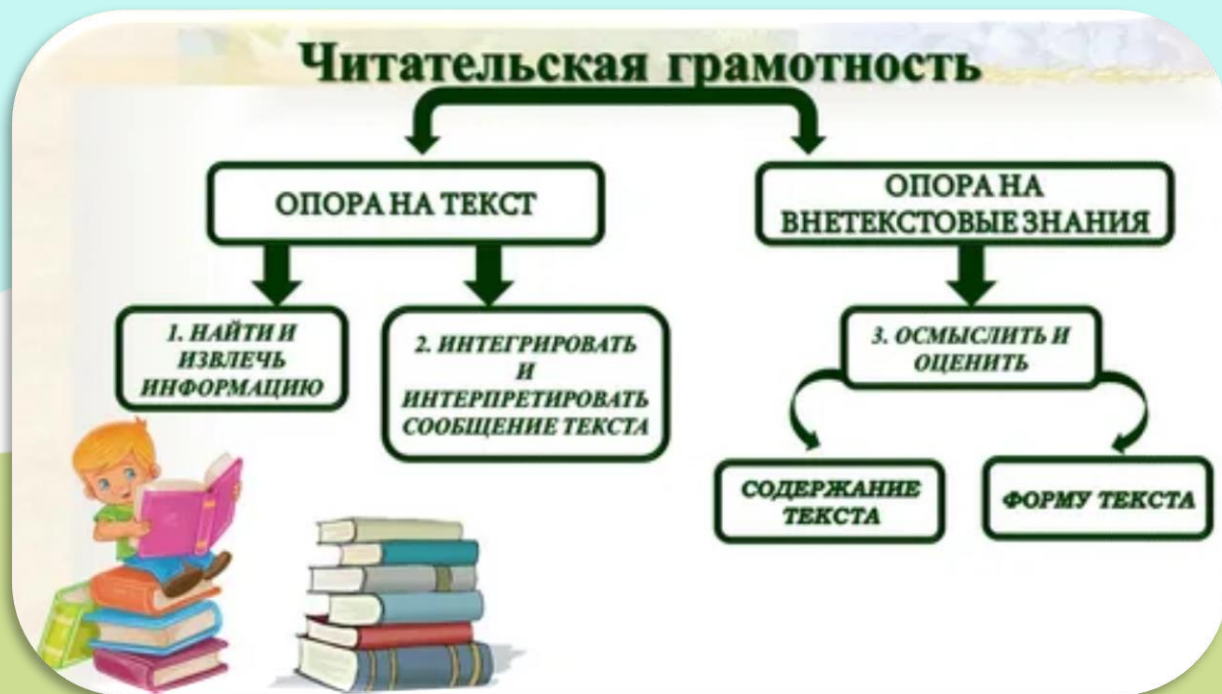 Читательская грамотность
ОПОРА НА ТЕКСТ
ОПОРА НА
ВНЕТЕКСТОВЫЕ ЗНАНИЯ
1. НАЙТИ И
ИЗВЛЕЧЬ
ИНФОРМАЦИЮ
2. ИНТЕГРИРОВАТЬ
И
ИНТЕРПРЕТИРОВАТЬ
СООБЩЕНИЕ ТЕКСТА
3. ОСМЫСЛИТЬ И
ОЦЕНИТЬ
СОДЕРЖАНИЕ
ТЕКСТА
ФОРМУ ТЕКСТА